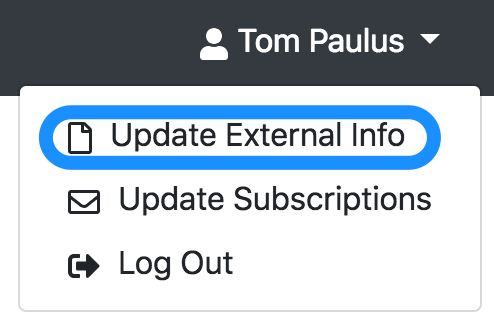 Tom Paulus
Update External Info
Update Subscriptions
Log Out